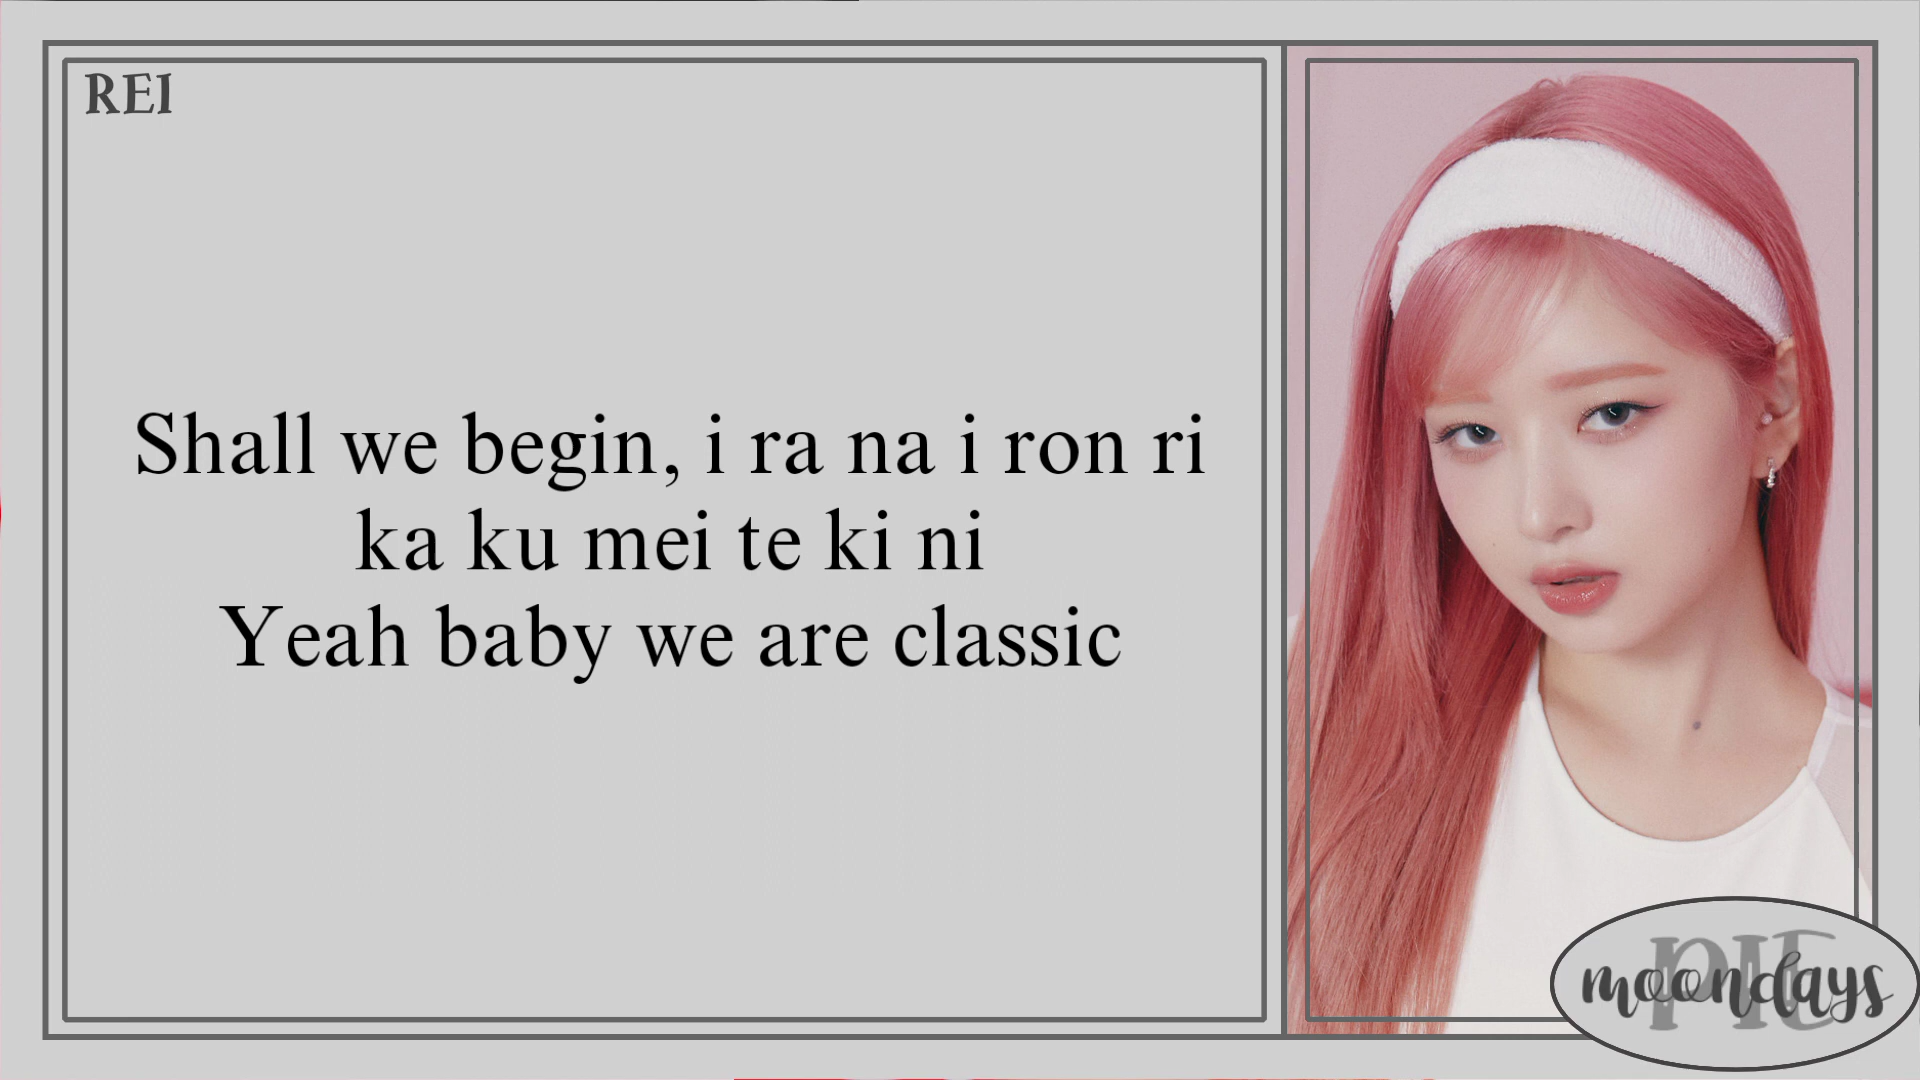 REI
Shall we begin, i ra na i ron ri
ka ku mei te ki ni
Yeah baby we are classic
moondays